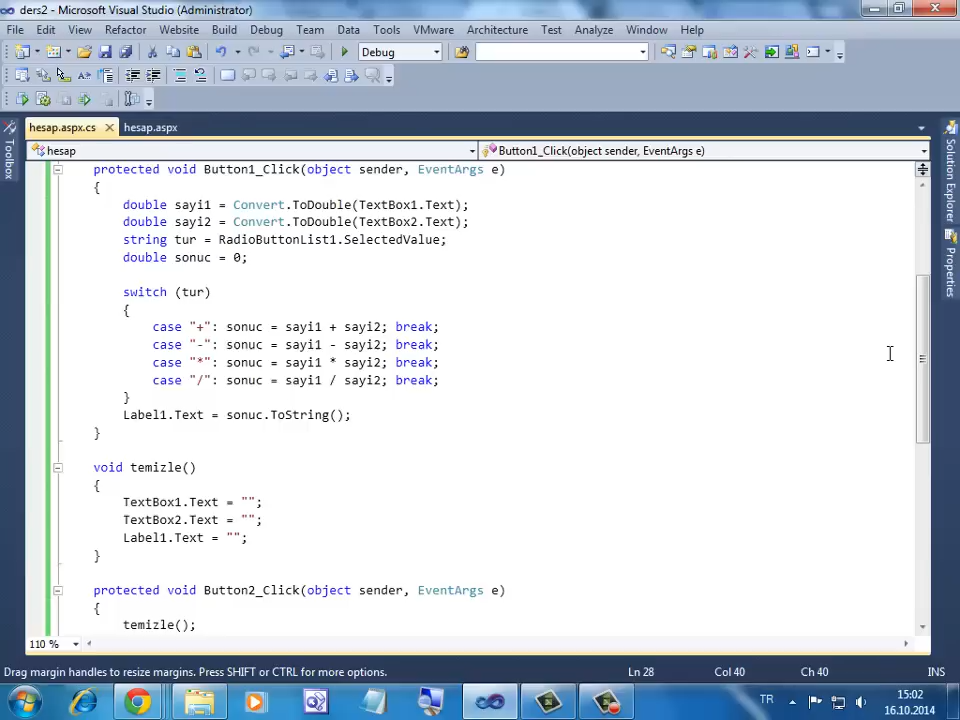 ders2 - Microsoft Visual Studio (Administrator)
File Edit View Refactor Website Build Debug Team Data Tools VMware Architecture Test Analyze Window Help
Debug
hesap.aspx.cs hesap.aspx
hesap Button1_Click(object sender, EventArgs e)
protected void Button1_Click(object sender, EventArgs e)
{
double sayi1 = Convert.ToDouble(TextBox1.Text);
double sayi2 = Convert.ToDouble(TextBox2.Text);
string tur = RadioButtonList1.SelectedValue;
double sonuc = 0;
switch (tur)
{
case "+": sonuc = sayi1 + sayi2; break;
case "-": sonuc = sayi1 - sayi2; break;
case "*": sonuc = sayi1 * sayi2; break;
case "/": sonuc = sayi1 / sayi2; break;
}
Label1.Text = sonuc.ToString();
}
void temizle()
{
TextBox1.Text = "";
TextBox2.Text = "";
Label1.Text = "";
}
protected void Button2_Click(object sender, EventArgs e)
{
temizle();
Toolbox
Solution Explorer
Properties
110 %
Drag margin handles to resize margins. Press SHIFT or CTRL for more options. Ln 28 Col 40 Ch 40 INS
TR 15:02
16.10.2014